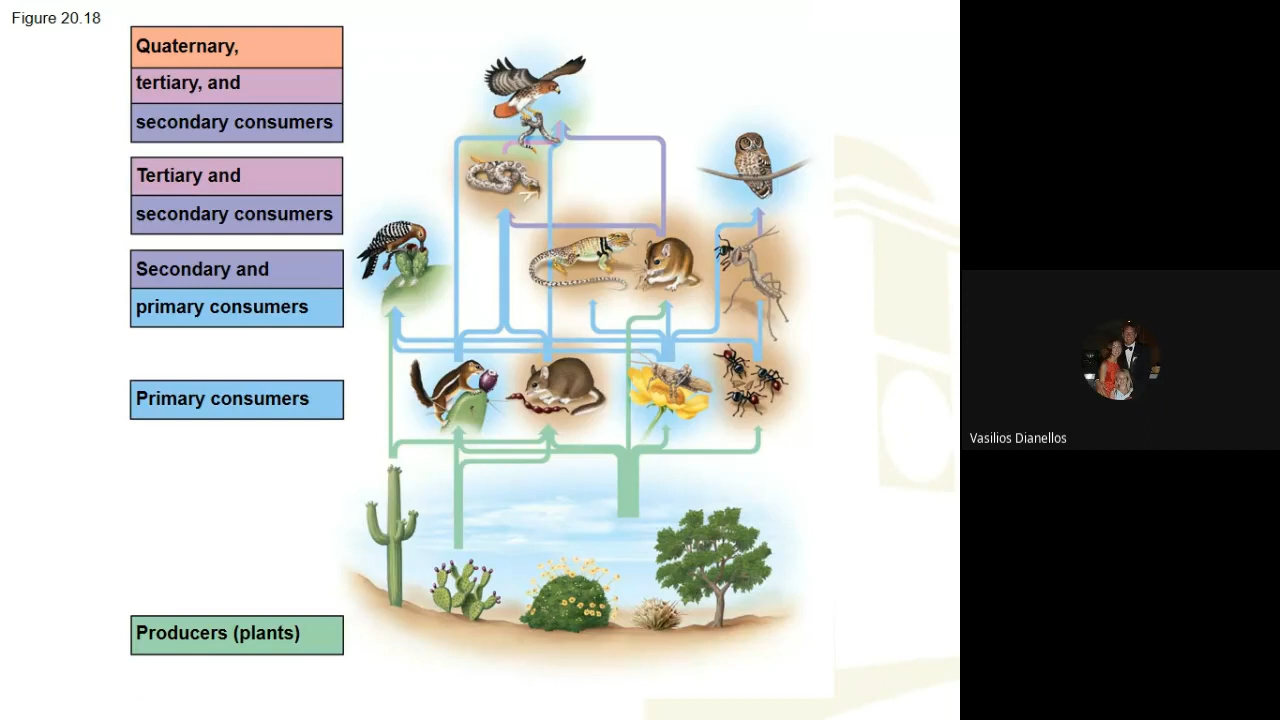 Figure 20.18
Quaternary,
tertiary, and
secondary consumers
Tertiary and
secondary consumers
Secondary and
primary consumers
Primary consumers
Producers (plants)
Vasilios Dianellos